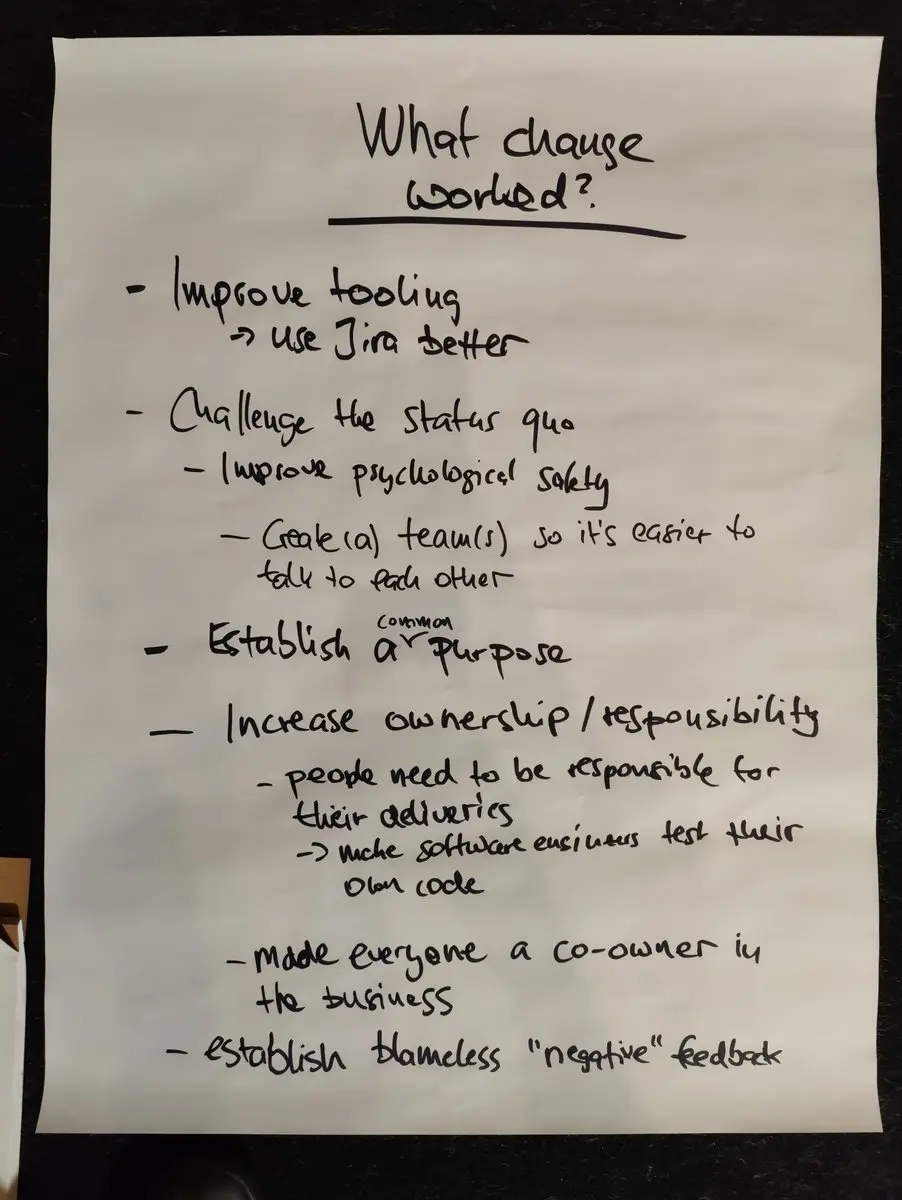 What change
worked?
- Improve tooling
→ use Jira better
- Challenge the status quo
- Improve psychological safety
- Create (a) team(s) so it's easier to
talk to each other
- Establish a common purpose
- Increase ownership/responsibility
- people need to be responsible for
their deliveries
→ make software engineers test their
own code
- made everyone a co-owner in
the business
- establish blameless "negative" feedback